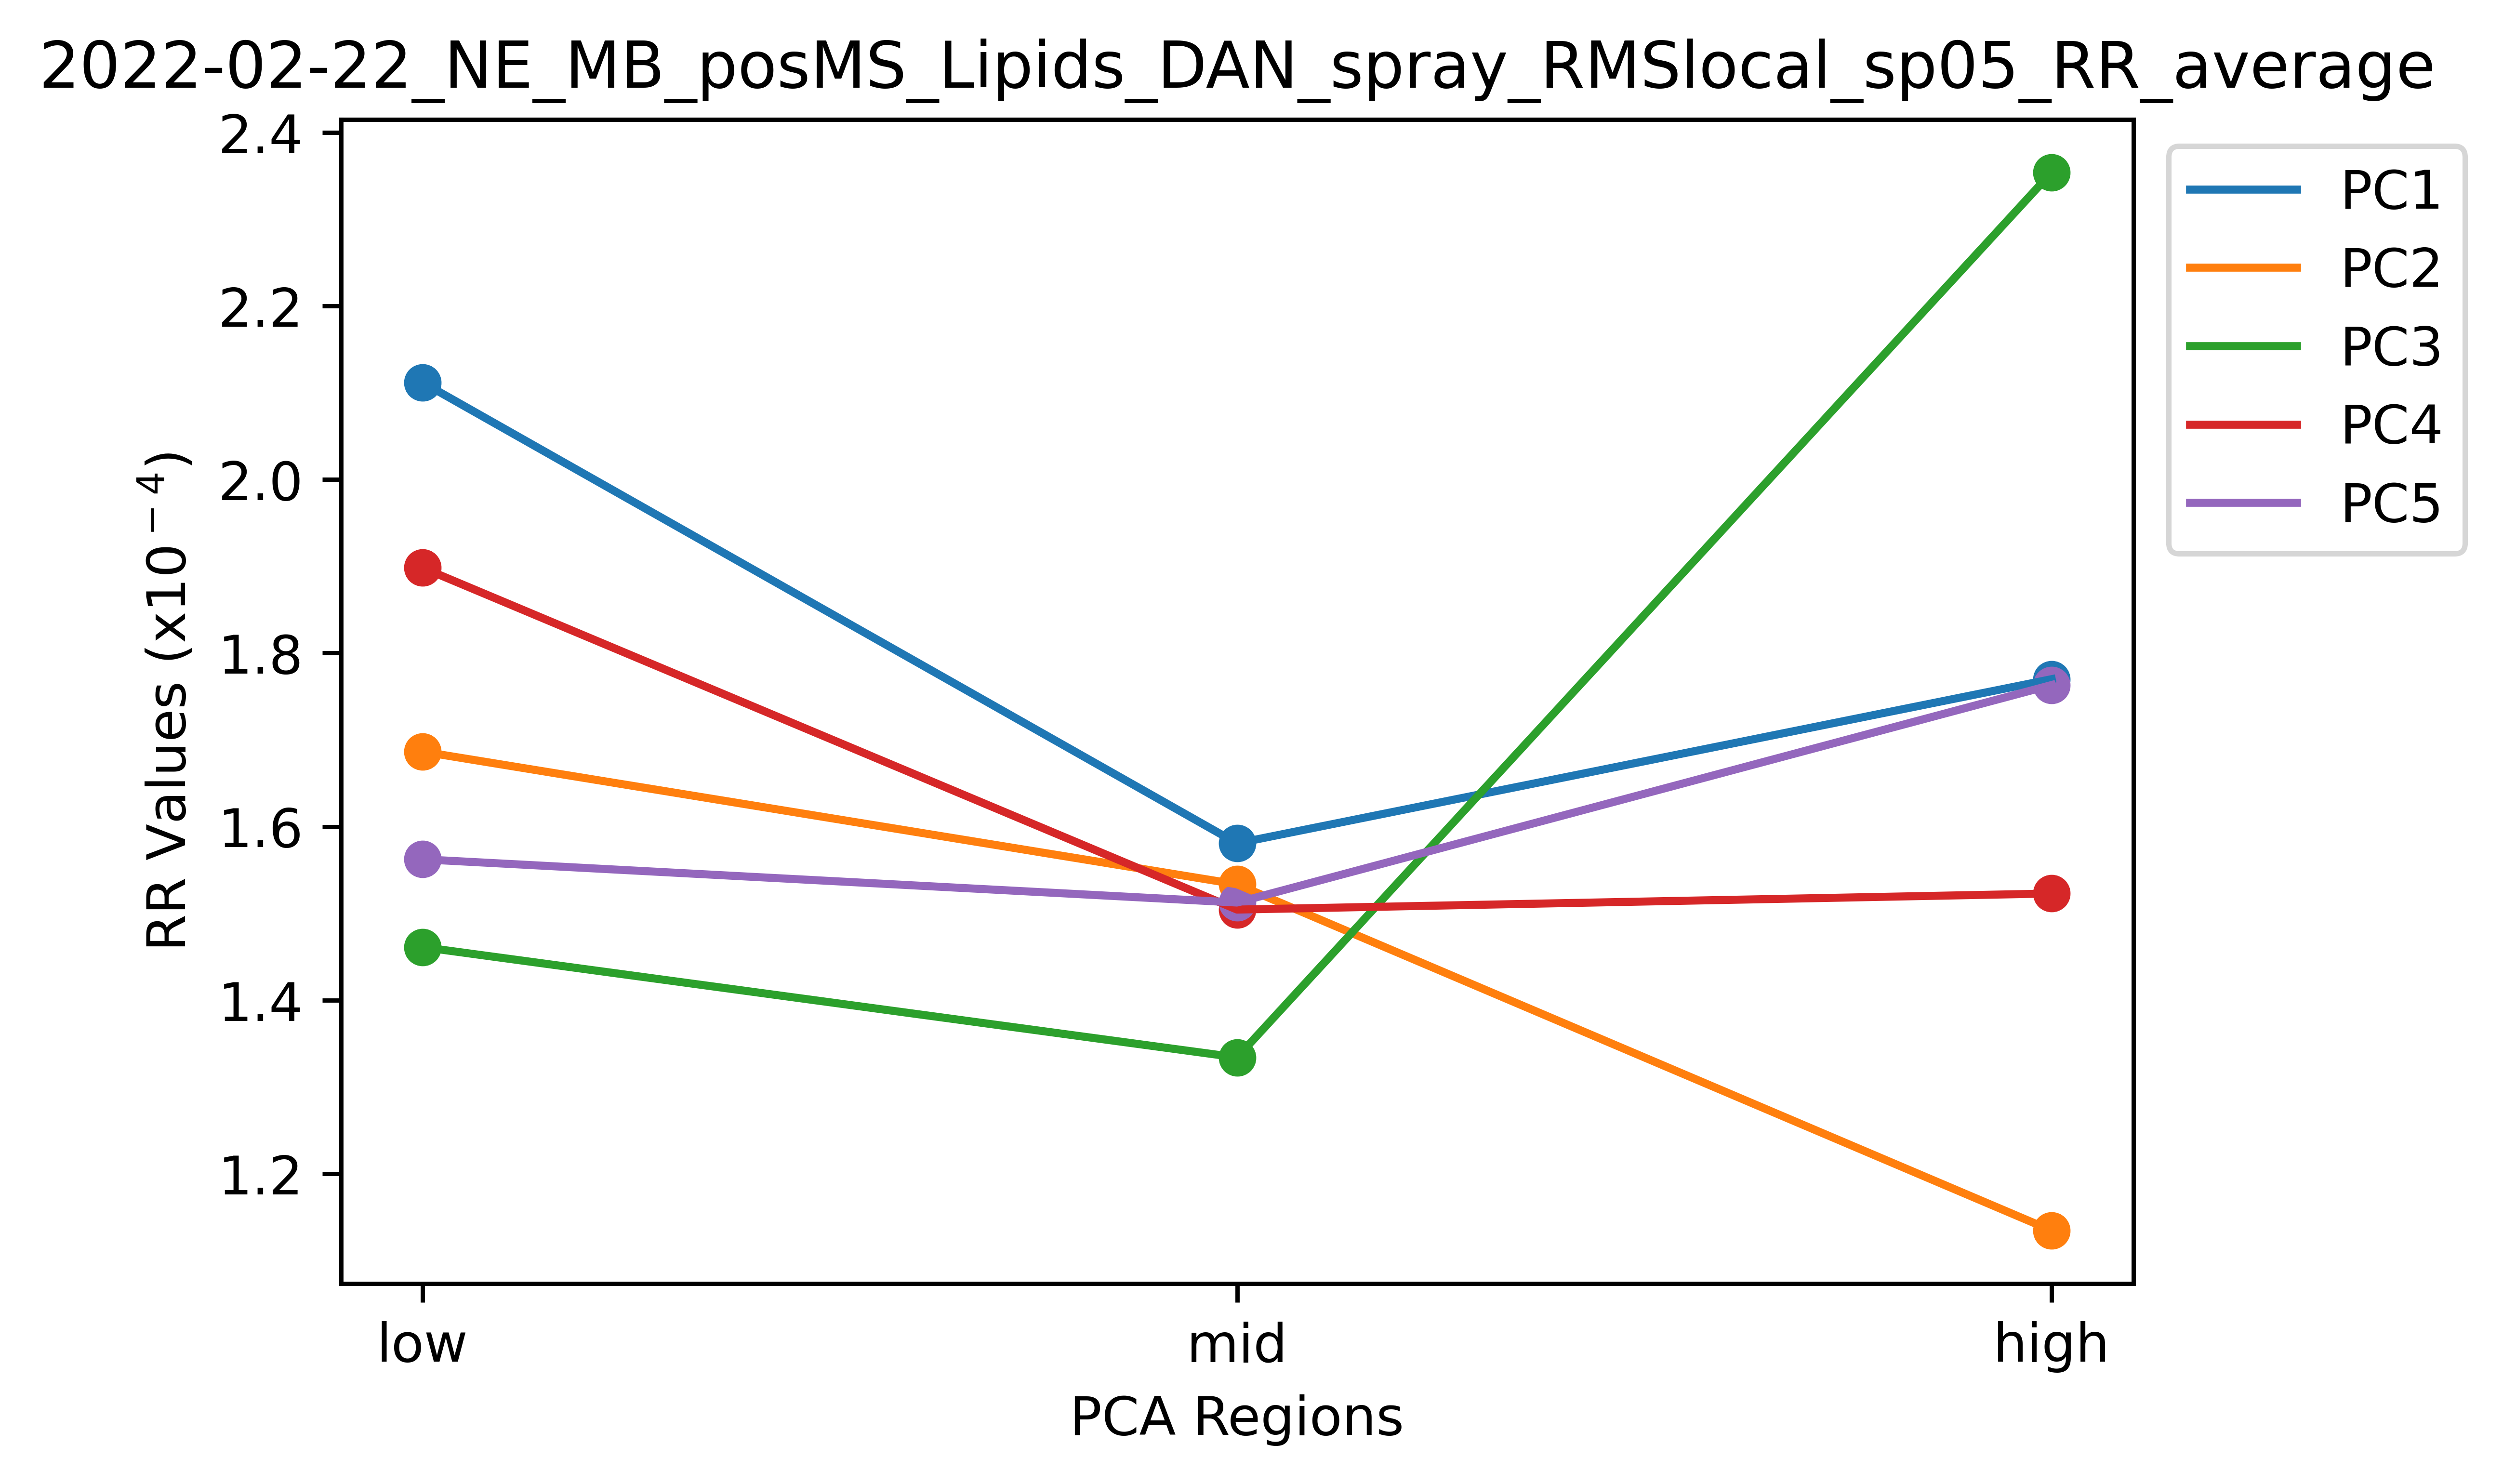 2022-02-22_NE_MB_posMS_Lipids_DAN_spray_RMSlocal_sp05_RR_average
2.4
2.2
2.0
1.8
1.6
1.4
1.2
RR Values (x10⁻⁴)
low
mid
high
PCA Regions
PC1
PC2
PC3
PC4
PC5